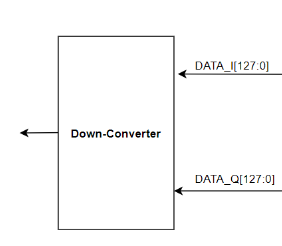 DATA_I[127:0]
Down-Converter
DATA_Q[127:0]